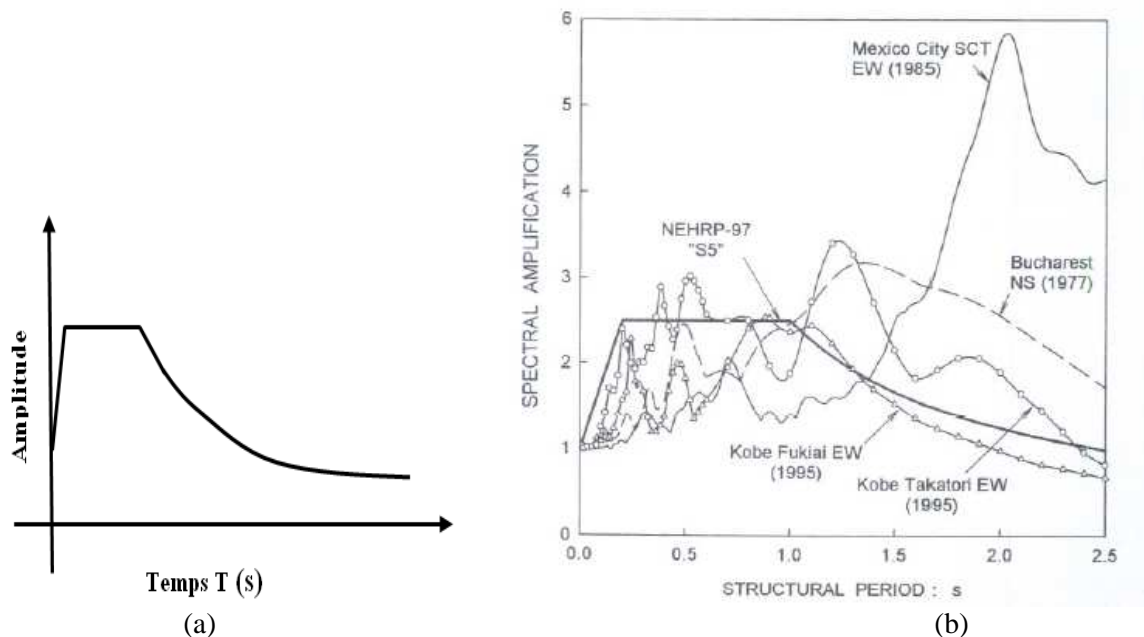 Amplitude
Temps T (s)
(a)
SPECTRAL AMPLIFICATION
6
5
4
3
2
1
0
Mexico City SCT
EW (1985)
NEHRP-97
"S5"
Bucharest
NS (1977)
Kobe Fukiai EW
(1995)
Kobe Takatori EW
(1995)
0.0 0.5 1.0 1.5 2.0 2.5
STRUCTURAL PERIOD : s
(b)